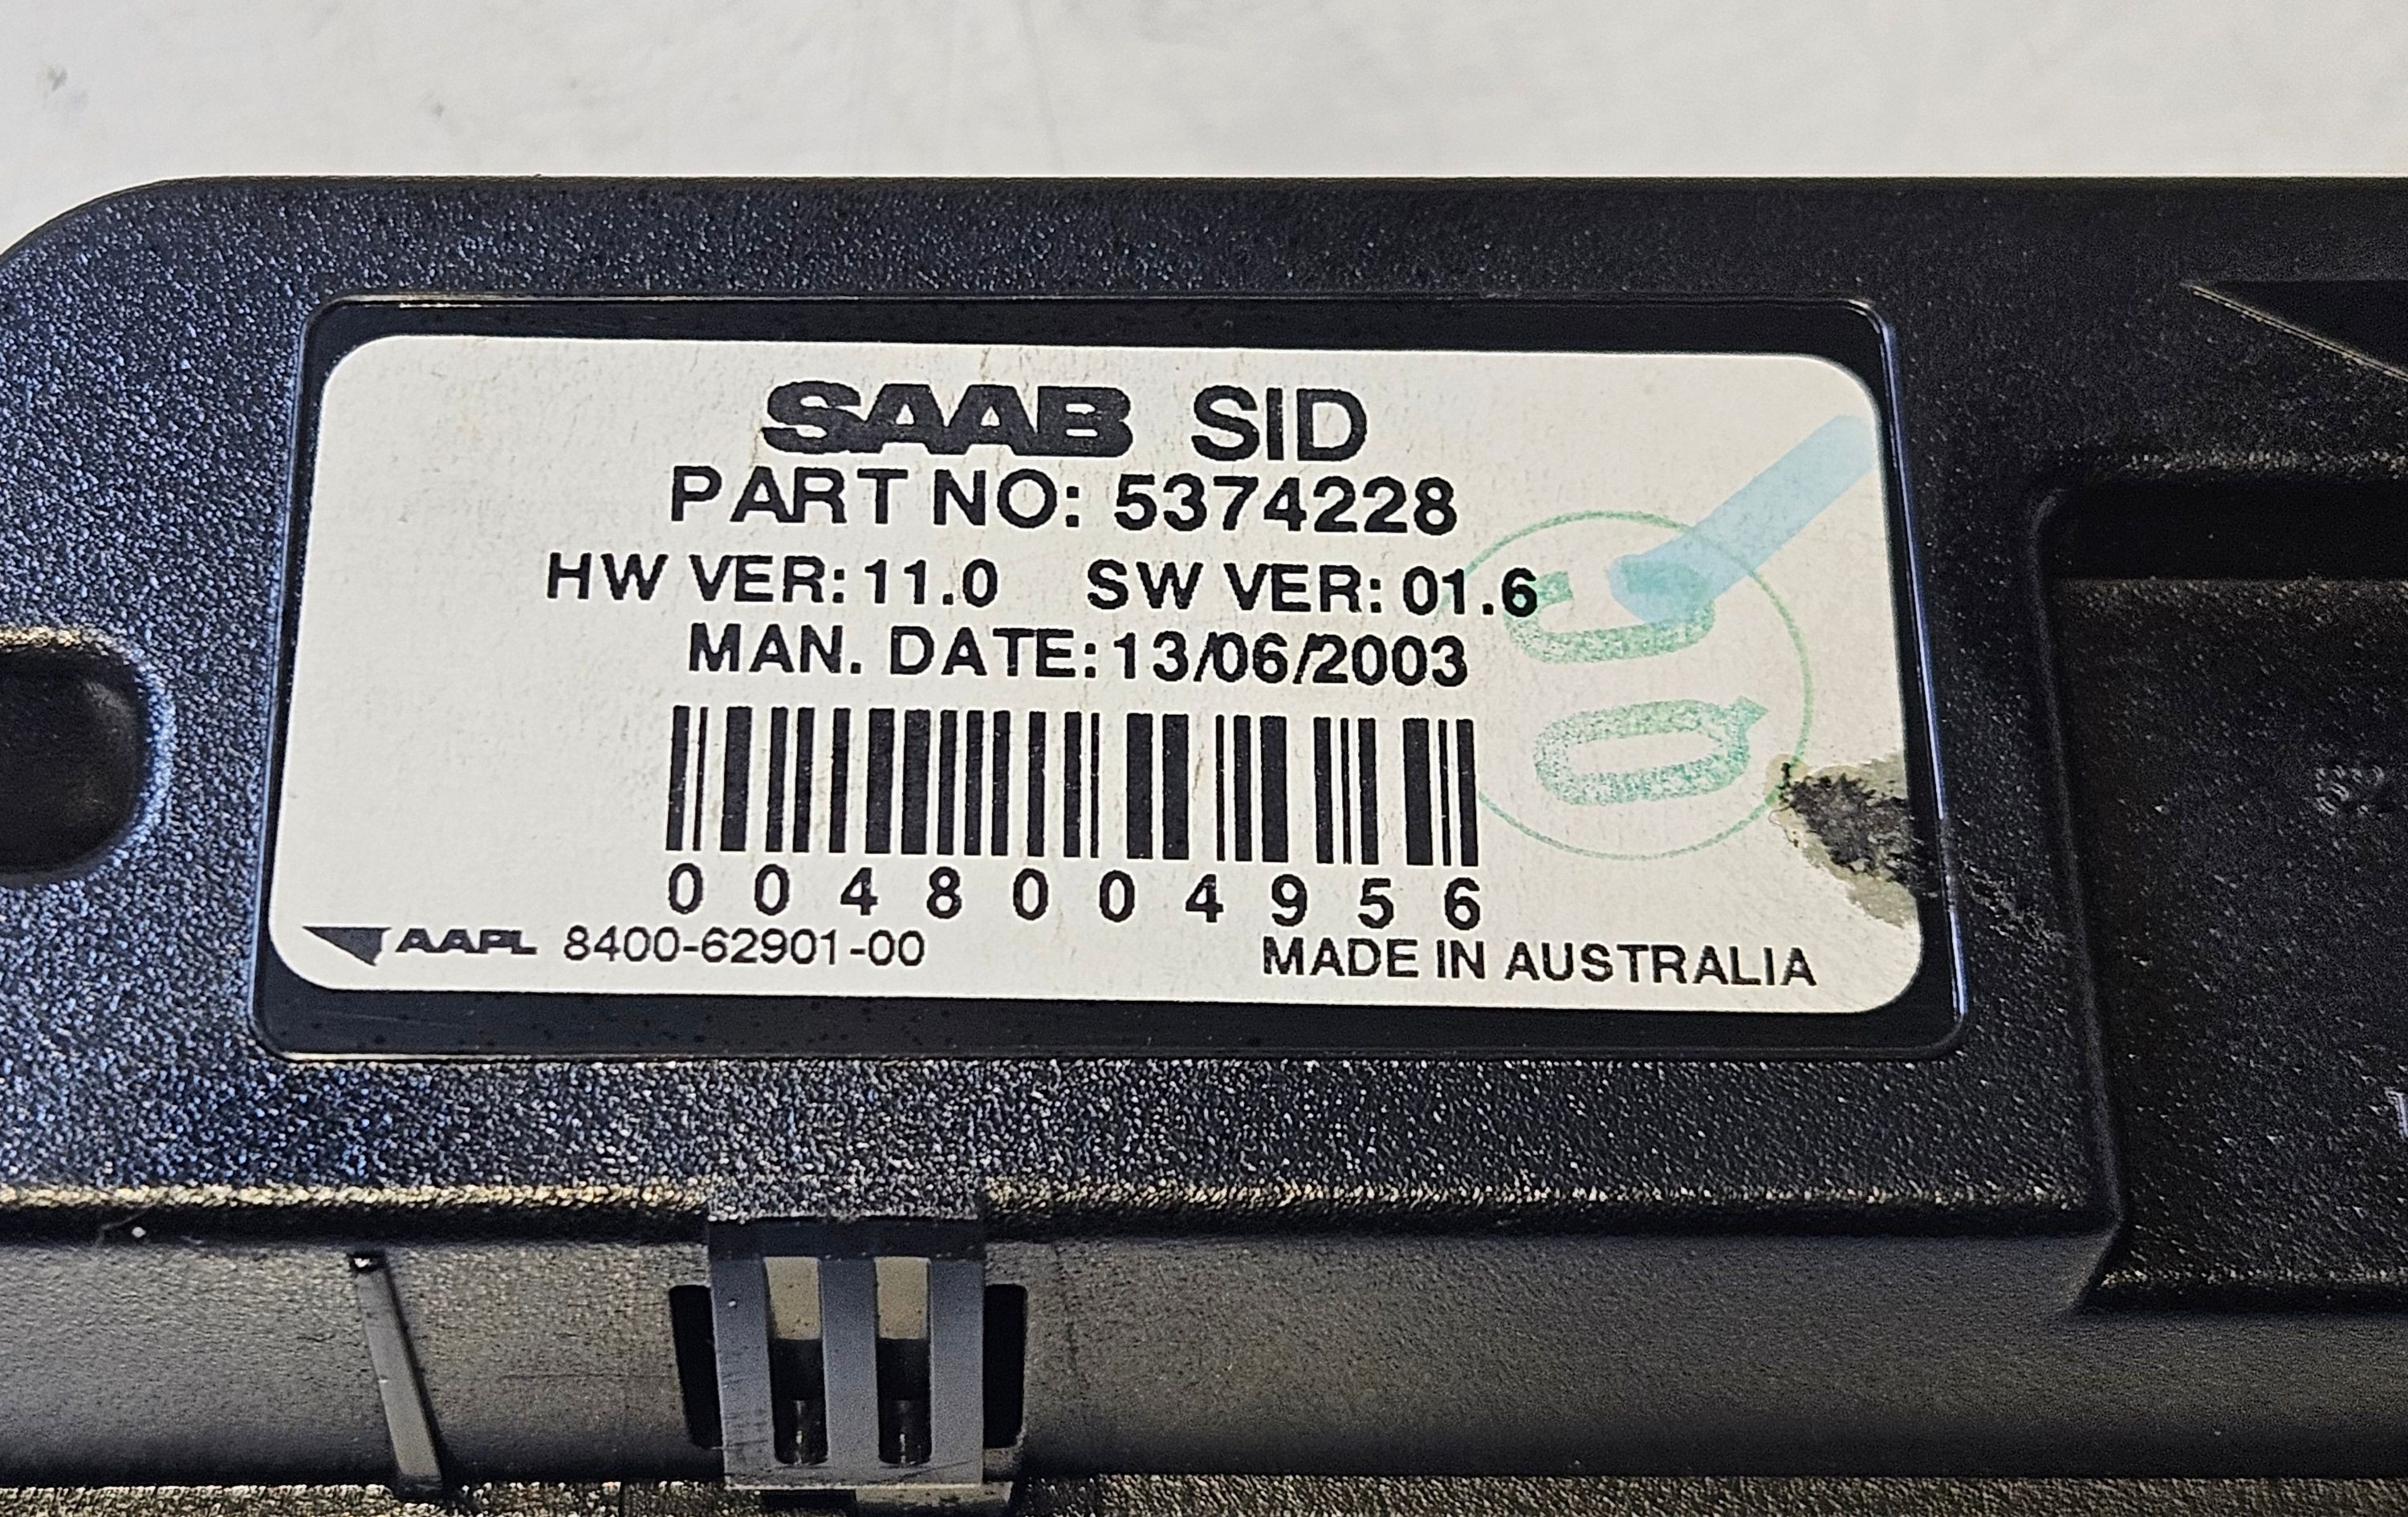 SAAB SID
PART NO: 5374228
HW VER: 11.0 SW VER: 01.6
MAN. DATE: 13/06/2003
0048004956
AAPL 8400-62901-00
MADE IN AUSTRALIA